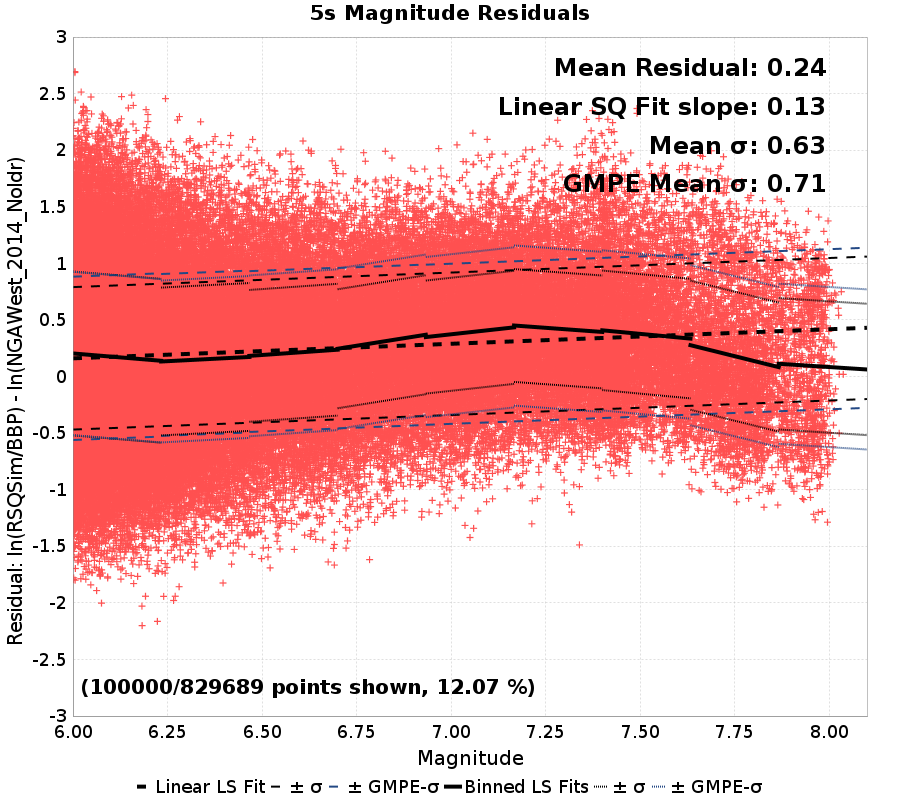 5s Magnitude Residuals
Mean Residual: 0.24
Linear SQ Fit slope: 0.13
Mean σ: 0.63
GMPE Mean σ: 0.71
Residual: ln(RSQSim/BBP) - ln(NGAWest_2014_NoIdr)
3
2.5
2
1.5
1
0.5
0
-0.5
-1
-1.5
-2
-2.5
-3
(100000/829689 points shown, 12.07 %)
6.00 6.25 6.50 6.75 7.00 7.25 7.50 7.75 8.00
Magnitude
Linear LS Fit ± σ ± GMPE-σ Binned LS Fits ± σ ± GMPE-σ